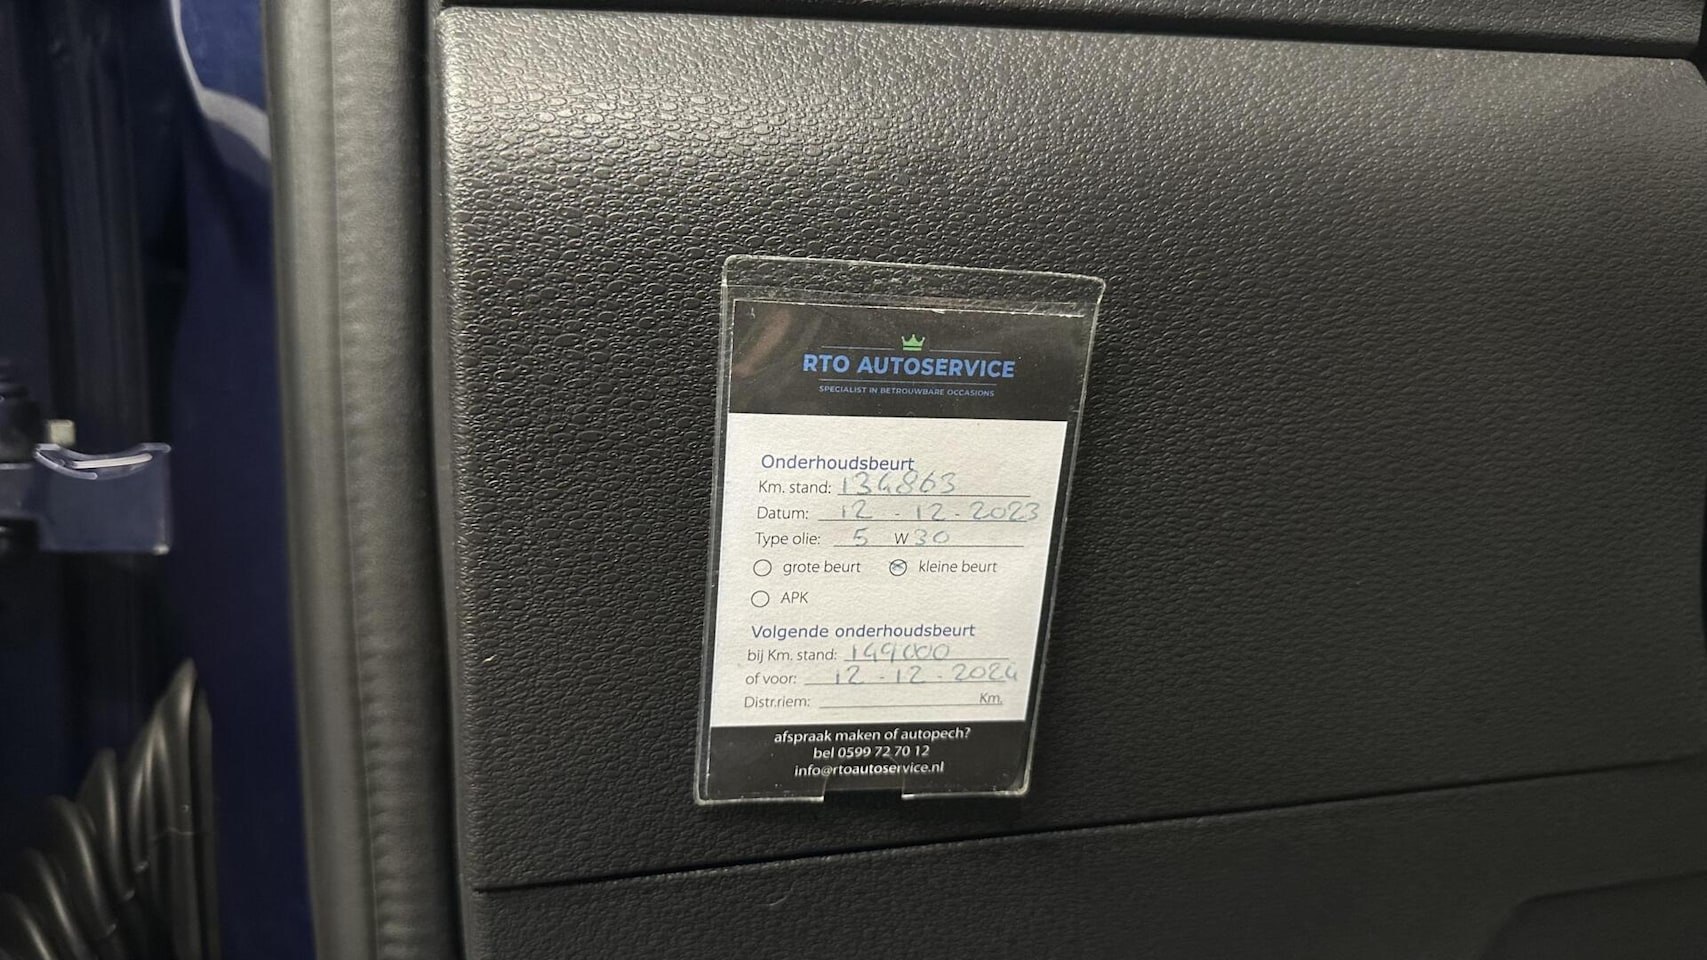 RTO AUTOSERVICE
SPECIALIST IN BETROUWBARE OCCASIONS
Onderhoudsbeurt
Km. stand: 134863
Datum: 12 - 12 - 2023
Type olie: 5 W 30
grote beurt kleine beurt
APK
Volgende onderhoudsbeurt
bij Km. stand: 149000
of voor: 12 - 12 - 2024
Distr.riem: Km.
afspraak maken of autopech?
bel 0599 72 70 12
info@rtoautoservice.nl